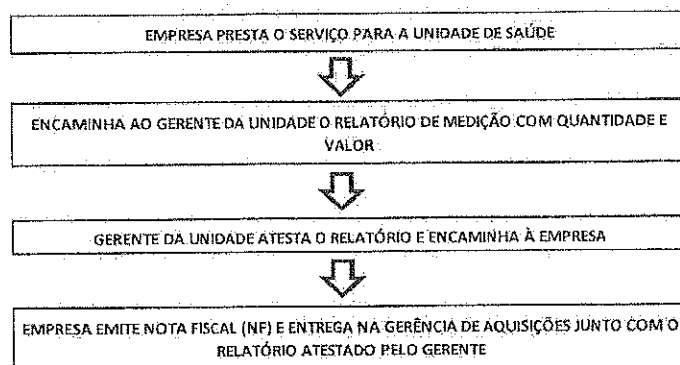 EMPRESA PRESTA O SERVIÇO PARA A UNIDADE DE SAÚDE
ENCAMINHA AO GERENTE DA UNIDADE O RELATÓRIO DE MEDIÇÃO COM QUANTIDADE E
VALOR
GERENTE DA UNIDADE ATESTA O RELATÓRIO E ENCAMINHA À EMPRESA
EMPRESA EMITE NOTA FISCAL (NF) E ENTREGA NA GERÊNCIA DE AQUISIÇÕES JUNTO COM O
RELATÓRIO ATESTADO PELO GERENTE